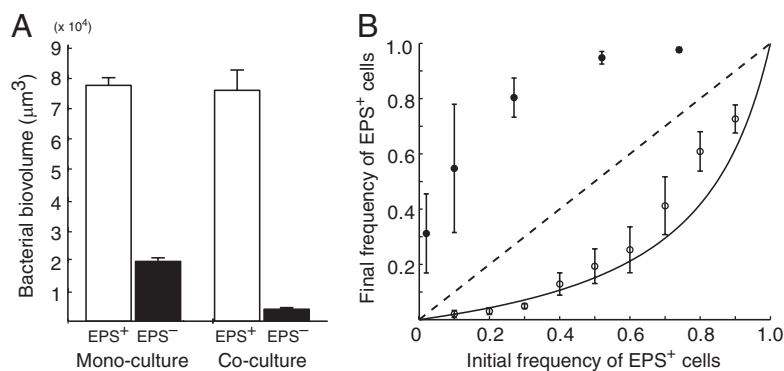 A
(x 10⁴)
9
8
7
6
5
4
3
2
1
Bacterial biovolume (µm³)
EPS⁺ EPS⁻ EPS⁺ EPS⁻
Mono-culture Co-culture
B
1.0
0.8
0.6
0.4
0.2
Final frequency of EPS⁺ cells
0 0.2 0.4 0.6 0.8 1.0
Initial frequency of EPS⁺ cells